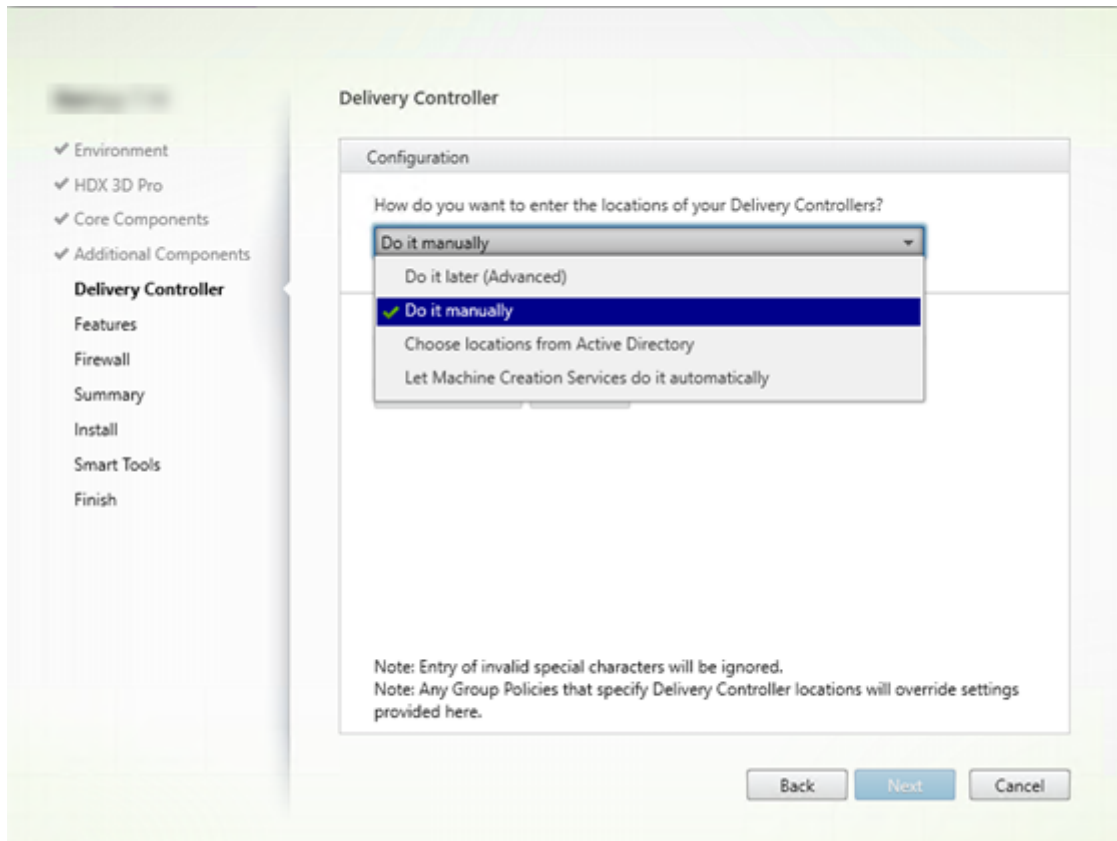 Delivery Controller
Environment
HDX 3D Pro
Core Components
Additional Components
Delivery Controller
Features
Firewall
Summary
Install
Smart Tools
Finish
Configuration
How do you want to enter the locations of your Delivery Controllers?
Do it manually
Do it later (Advanced)
Do it manually
Choose locations from Active Directory
Let Machine Creation Services do it automatically
Note: Entry of invalid special characters will be ignored.
Note: Any Group Policies that specify Delivery Controller locations will override settings
provided here.
Back
Next
Cancel